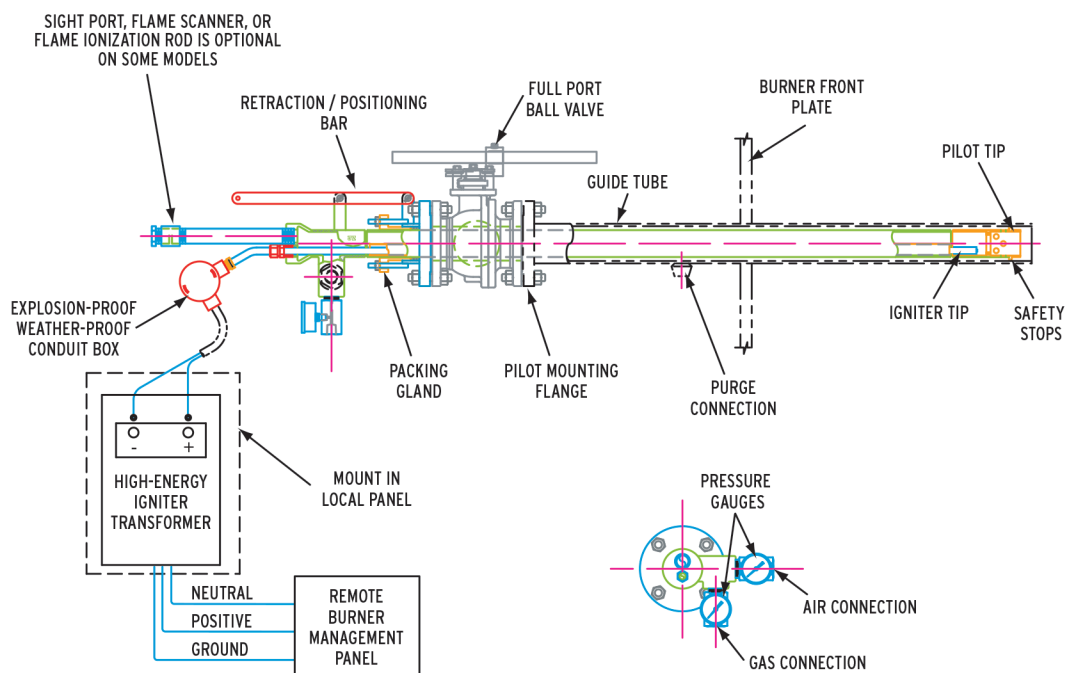 SIGHT PORT, FLAME SCANNER, OR
FLAME IONIZATION ROD IS OPTIONAL
ON SOME MODELS
RETRACTION / POSITIONING
BAR
FULL PORT
BALL VALVE
BURNER FRONT
PLATE
GUIDE TUBE
PILOT TIP
EXPLOSION-PROOF
WEATHER-PROOF
CONDUIT BOX
PACKING
GLAND
PILOT MOUNTING
FLANGE
PURGE
CONNECTION
IGNITER TIP
SAFETY
STOPS
- +
HIGH-ENERGY
IGNITER
TRANSFORMER
MOUNT IN
LOCAL PANEL
NEUTRAL
POSITIVE
GROUND
REMOTE
BURNER
MANAGEMENT
PANEL
PRESSURE
GAUGES
AIR CONNECTION
GAS CONNECTION